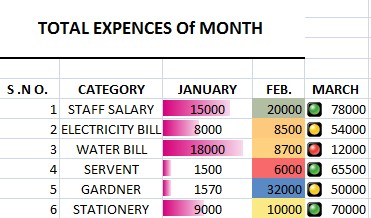 TOTAL EXPENCES Of MONTH
S .N O. CATEGORY JANUARY FEB. MARCH
1 STAFF SALARY 15000 20000 78000
2 ELECTRICITY BILL 8000 8500 54000
3 WATER BILL 18000 8700 12000
4 SERVENT 1500 6000 65500
5 GARDNER 1570 32000 50000
6 STATIONERY 9000 10000 70000